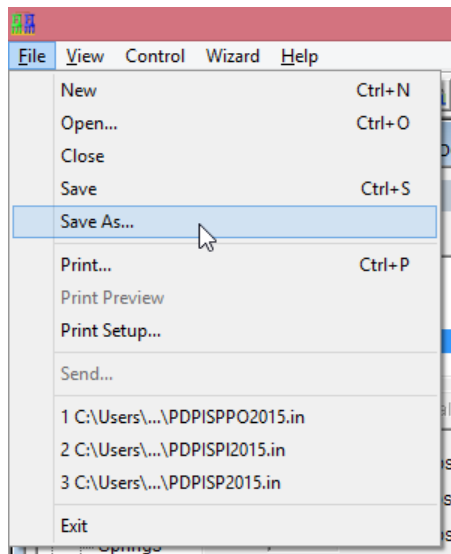 File View Control Wizard Help
New Ctrl+N
Open... Ctrl+O
Close
Save Ctrl+S
Save As...
Print... Ctrl+P
Print Preview
Print Setup...
Send...
1 C:\Users\...\PDPISPPO2015.in
2 C:\Users\...\PDPISPI2015.in
3 C:\Users\...\PDPISP2015.in
Exit